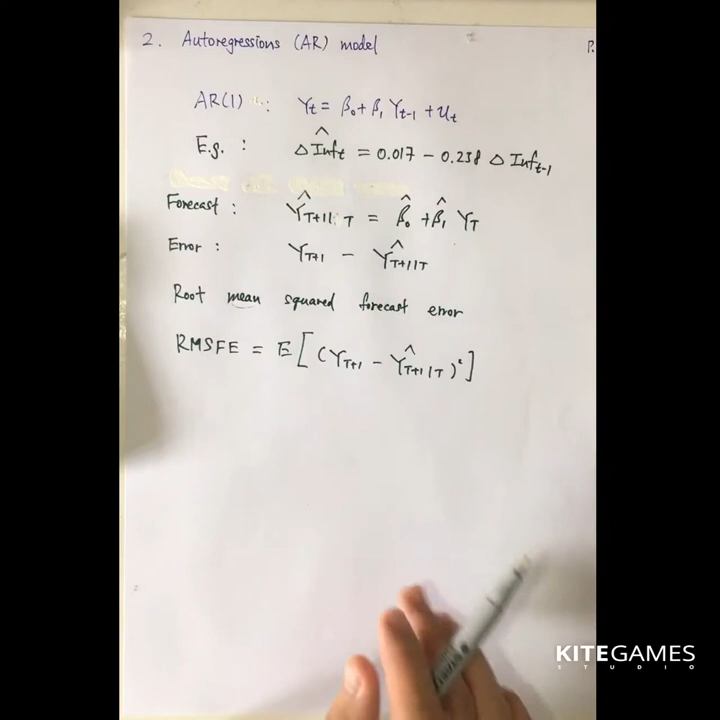 2. Autoregressions (AR) model
P.
AR(1) : Yt = β0 + β1 Yt-1 + ut
E.g. : Δ Inf̂t = 0.017 - 0.238 Δ Inft-1
Forecast : ŶT+1|T = β̂0 + β̂1 YT
Error : YT+1 - ŶT+1|T
Root mean squared forecast error
RMSFE = E[(YT+1 - ŶT+1|T)²]
KITEGAMES
STUDIO